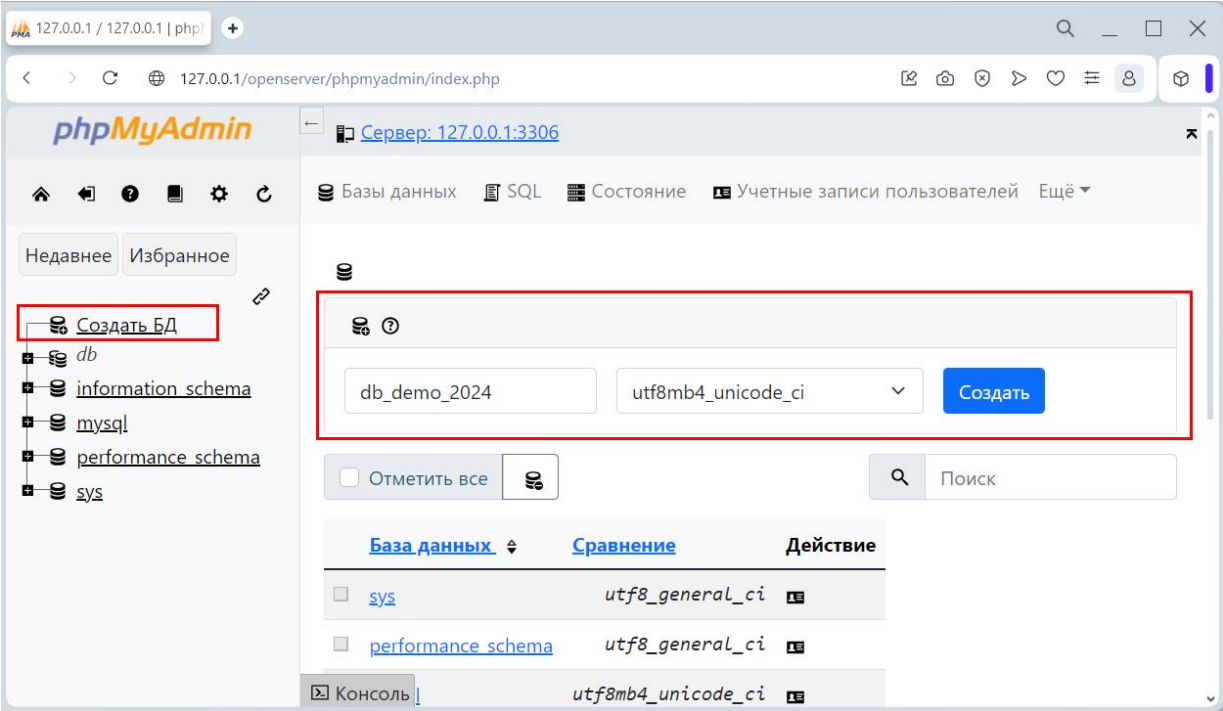 127.0.0.1 / 127.0.0.1 | php
127.0.0.1/openserver/phpmyadmin/index.php
phpMyAdmin
Недавнее Избранное
Создать БД
db
information_schema
mysql
performance_schema
sys
Сервер: 127.0.0.1:3306
Базы данных SQL Состояние Учетные записи пользователей Ещё
db_demo_2024 utf8mb4_unicode_ci Создать
Отметить все Поиск
База данных Сравнение Действие
sys utf8_general_ci
performance_schema utf8_general_ci
utf8mb4_unicode_ci
Консоль